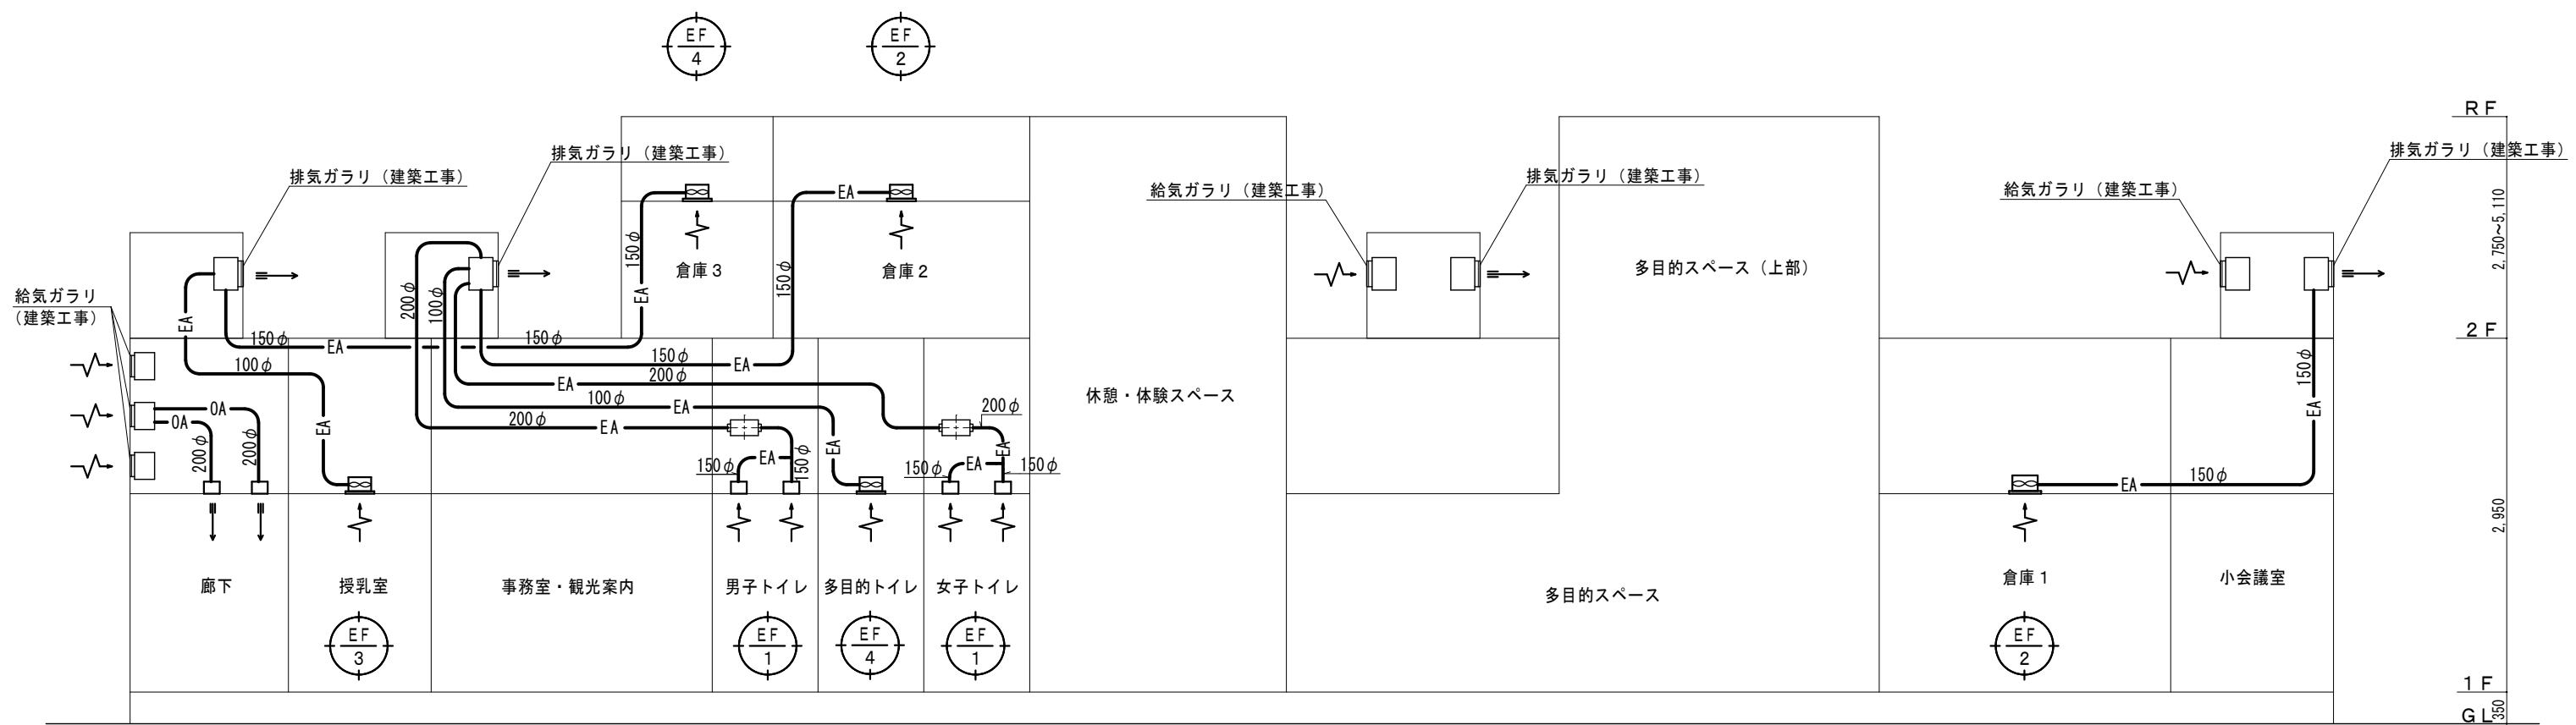 EF
4
EF
2
RF
排気ガラリ（建築工事）
排気ガラリ（建築工事）
排気ガラリ（建築工事）
給気ガラリ（建築工事）
排気ガラリ（建築工事）
給気ガラリ（建築工事）
2,750~5,110
EA
150φ
EA
150φ
倉庫3
倉庫2
多目的スペース（上部）
給気ガラリ
（建築工事）
EA
200φ
100φ
2F
150φ
EA
150φ
150φ
EA
100φ
EA
200φ
150φ
EA
休憩・体験スペース
OA
OA
200φ
200φ
EA
100φ
EA
200φ
EA
200φ
EA
EA
150φ
EA
150φ
150φ
EA
150φ
EA
150φ
2,950
廊下
授乳室
事務室・観光案内
男子トイレ
多目的トイレ
女子トイレ
多目的スペース
倉庫1
小会議室
EF
3
EF
1
EF
4
EF
1
EF
2
1F
350
GL